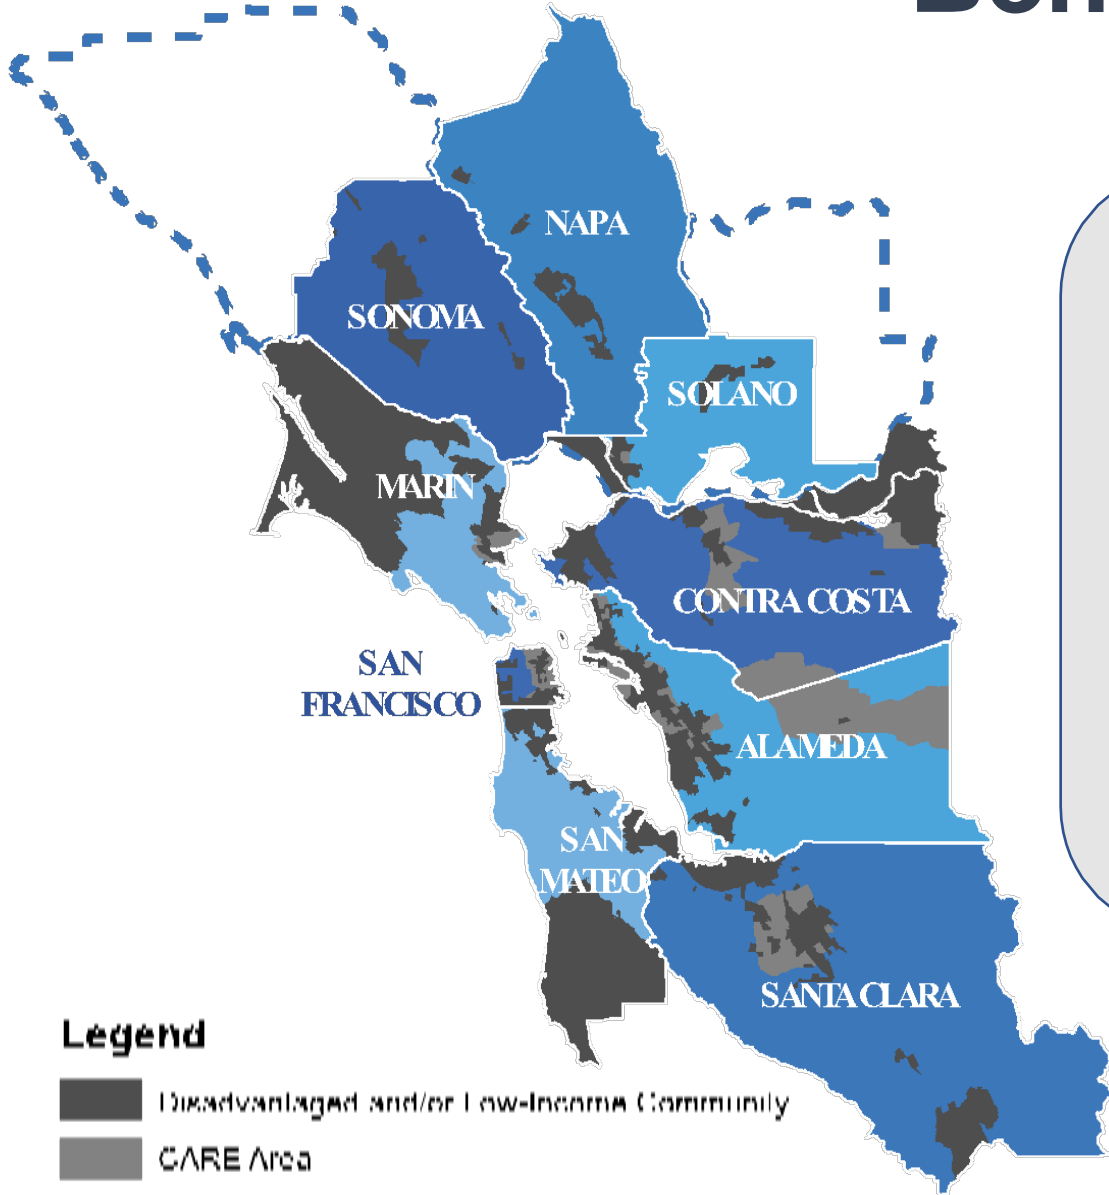 NAPA
SONOMA
SOLANO
MARIN
CONTRA COSTA
SAN
FRANCISCO
ALAMEDA
SAN
MATEO
SANTA CLARA
Legend
Disadvantaged and/or Low-Income Community
CARE Area